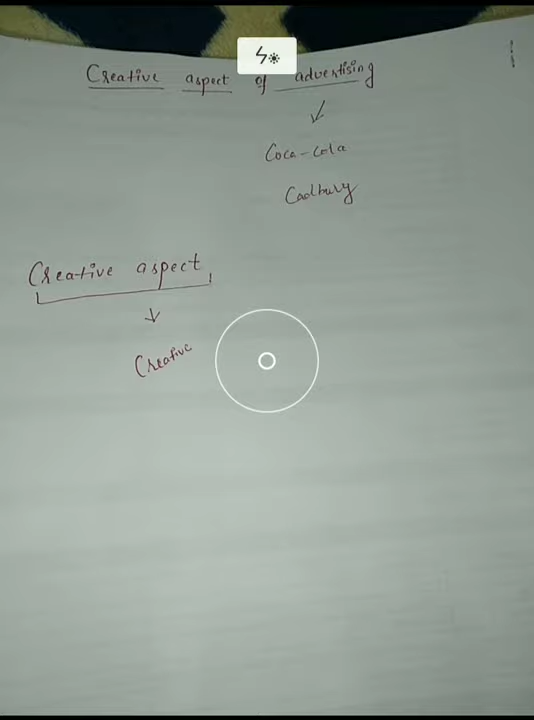 Creative aspect of advertising
Coca-cola
Cadbury
Creative aspect
Creative